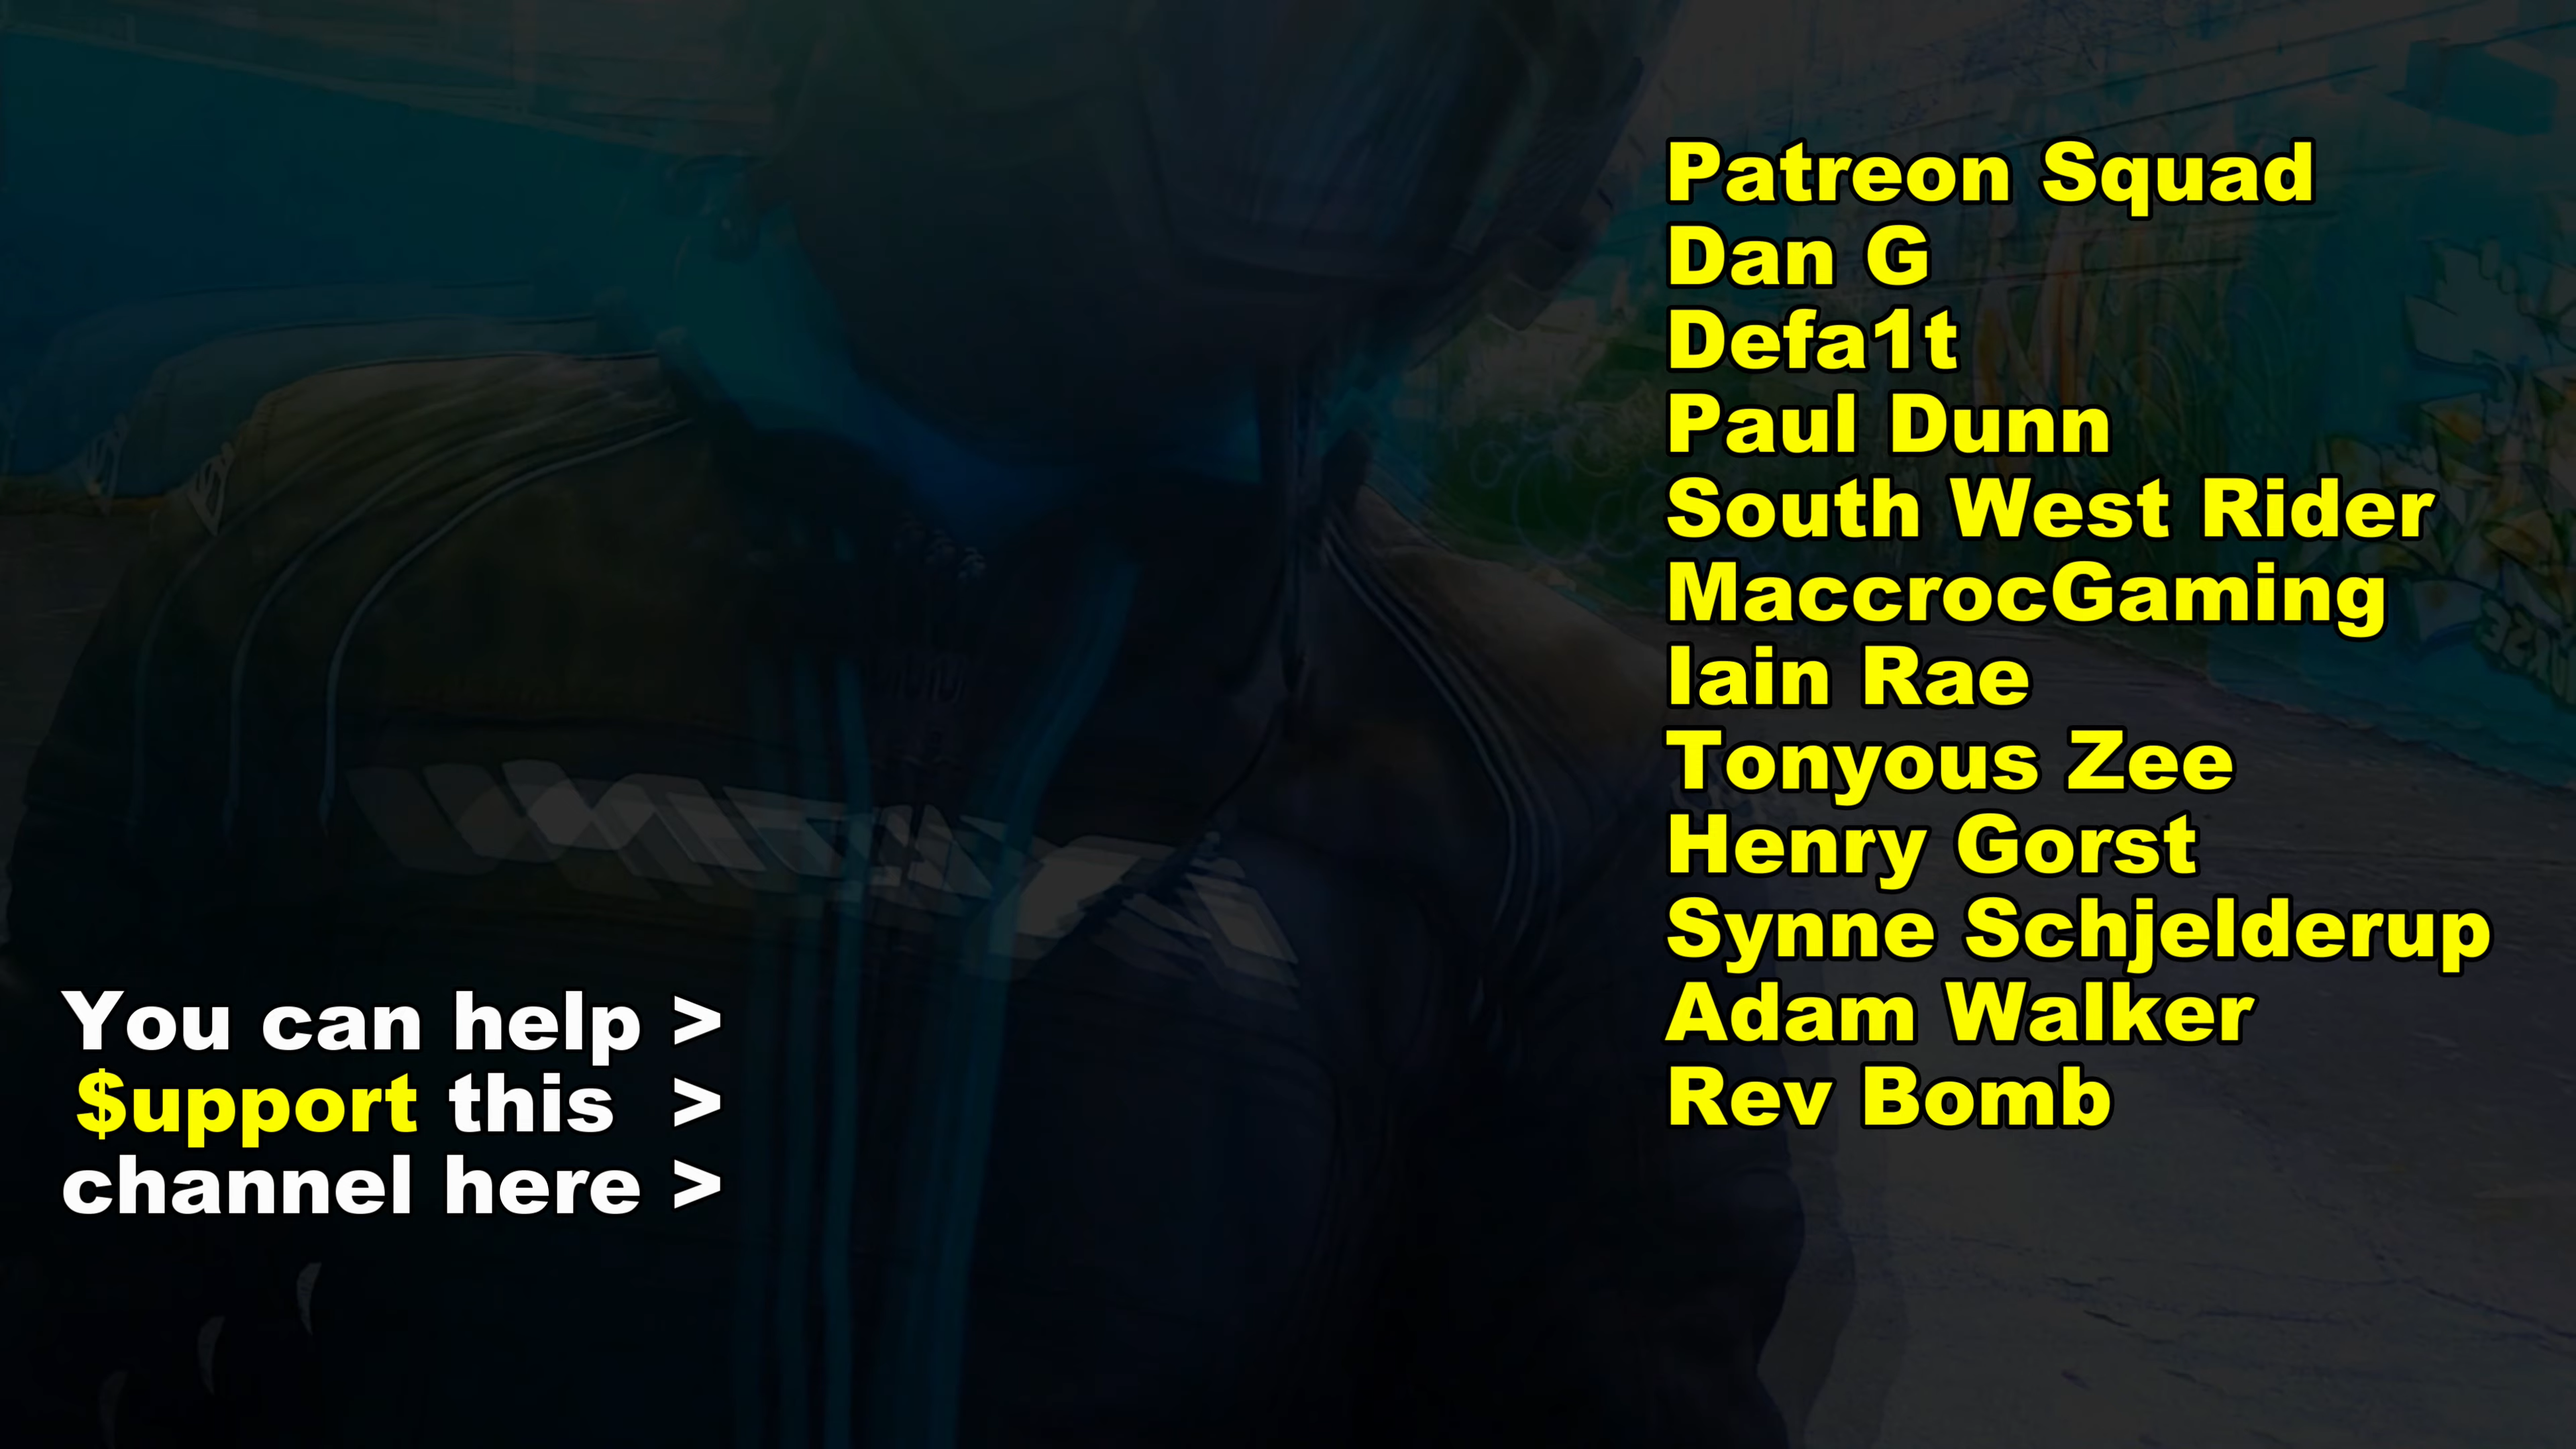 Patreon Squad
Dan G
Defa1t
Paul Dunn
South West Rider
MaccrocGaming
Iain Rae
Tonyous Zee
Henry Gorst
Synne Schjelderup
Adam Walker
Rev Bomb
You can help >
$upport this >
channel here >